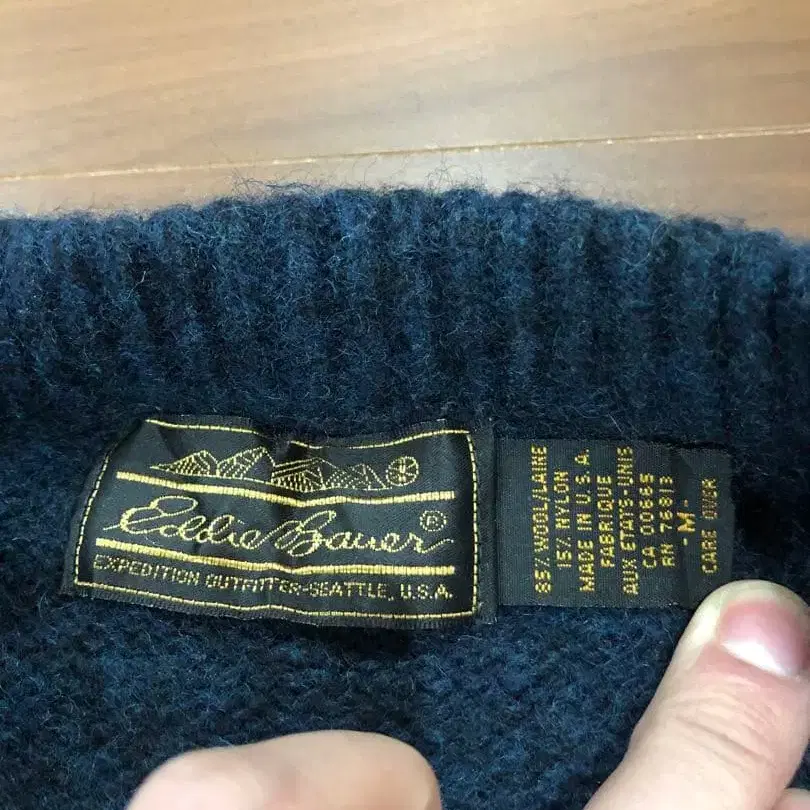 Eddie Bauer®
EXPEDITION OUTFITTER-SEATTLE, U.S.A.
85% WOOL/LAINE
15% NYLON
MADE IN U.S.A.
FABRIQUE
AUX ETATS-UNIS
CA 00665
RN 76313
-M-
CARE OVER